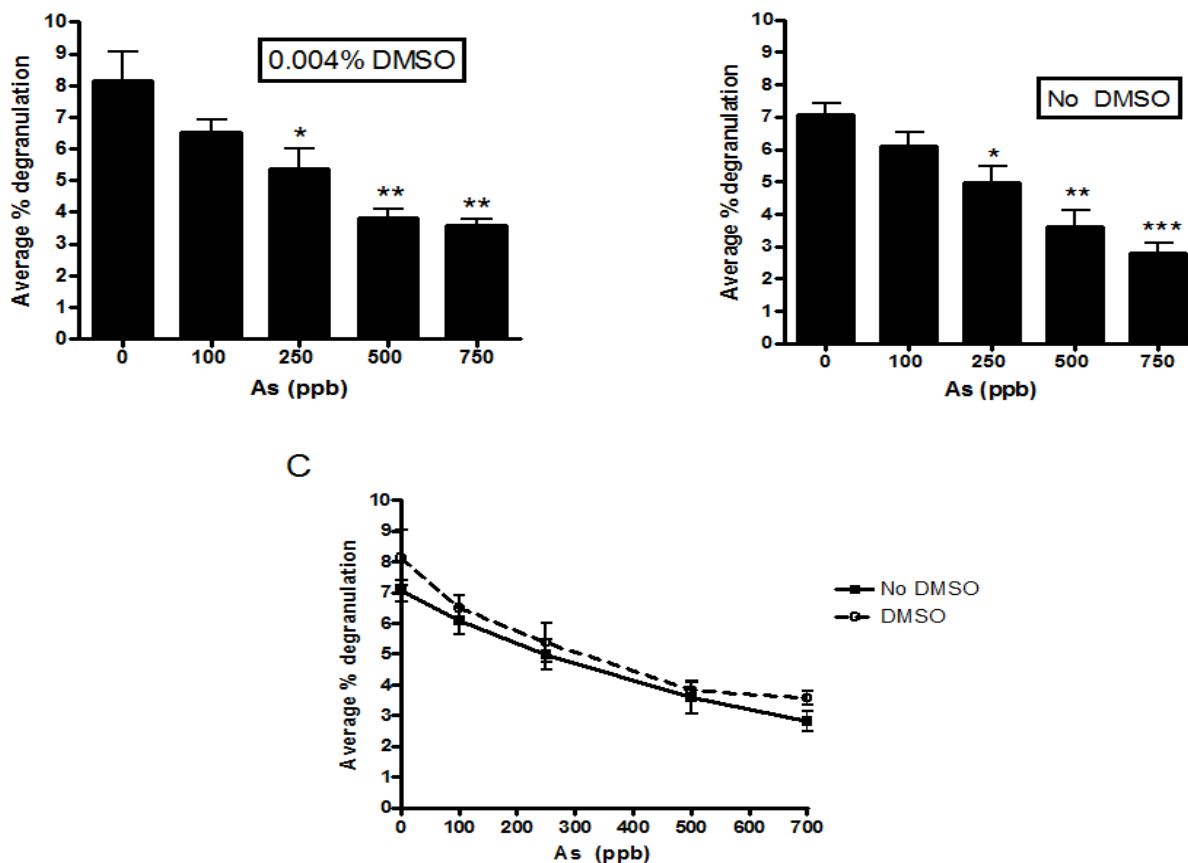 10
9
8
7
6
5
4
3
2
1
0
Average % degranulation
0.004% DMSO
*
**
**
0 100 250 500 750
As (ppb)
10
9
8
7
6
5
4
3
2
1
0
Average % degranulation
No DMSO
*
**
***
0 100 250 500 750
As (ppb)
C
10
9
8
7
6
5
4
3
2
1
0
Average % degranulation
No DMSO
DMSO
0 100 200 300 400 500 600 700
As (ppb)